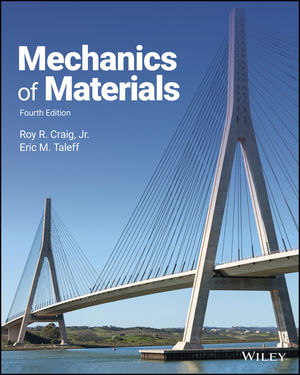 Mechanics
of Materials
Fourth Edition
Roy R. Craig, Jr.
Eric M. Taleff
WILEY